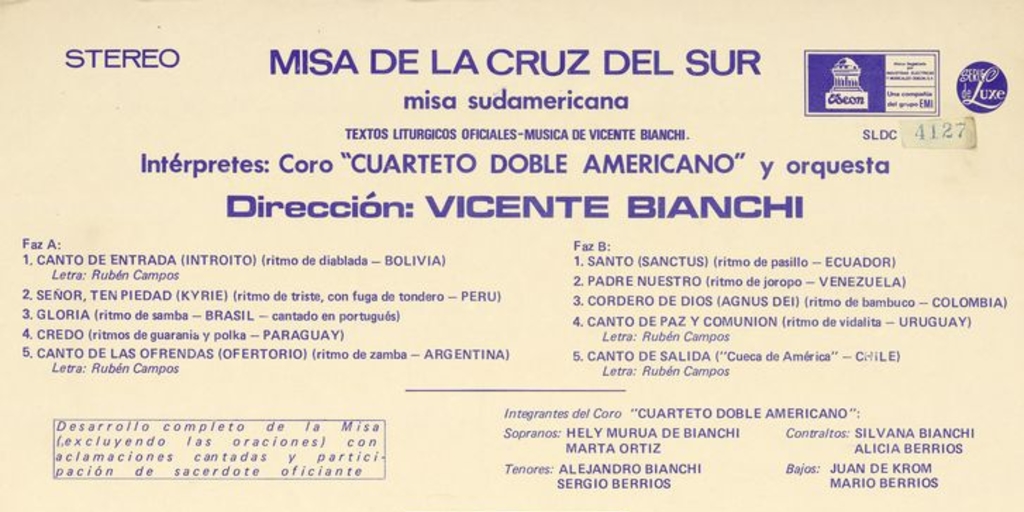 STEREO
MISA DE LA CRUZ DEL SUR
misa sudamericana
Odeon
INDUSTRIAS ELECTRICAS
Y MUSICALES ODEON S.A.
Una compañía
del grupo EMI
SERIE
de
Luxe
TEXTOS LITURGICOS OFICIALES-MUSICA DE VICENTE BIANCHI.
SLDC 4127
Intérpretes: Coro "CUARTETO DOBLE AMERICANO" y orquesta
Dirección: VICENTE BIANCHI
Faz A:
1. CANTO DE ENTRADA (INTROITO) (ritmo de diablada — BOLIVIA)
Letra: Rubén Campos
2. SEÑOR, TEN PIEDAD (KYRIE) (ritmo de triste, con fuga de tondero — PERU)
3. GLORIA (ritmo de samba — BRASIL — cantado en portugués)
4. CREDO (ritmos de guarania y polka — PARAGUAY)
5. CANTO DE LAS OFRENDAS (OFERTORIO) (ritmo de zamba — ARGENTINA)
Letra: Rubén Campos
Faz B:
1. SANTO (SANCTUS) (ritmo de pasillo — ECUADOR)
2. PADRE NUESTRO (ritmo de joropo — VENEZUELA)
3. CORDERO DE DIOS (AGNUS DEI) (ritmo de bambuco — COLOMBIA)
4. CANTO DE PAZ Y COMUNION (ritmo de vidalita — URUGUAY)
Letra: Rubén Campos
5. CANTO DE SALIDA ("Cueca de América" — CHILE)
Letra: Rubén Campos
Desarrollo completo de la Misa
(,excluyendo las oraciones) con
aclamaciones cantadas y partici-
pación de sacerdote oficiante
Integrantes del Coro "CUARTETO DOBLE AMERICANO":
Sopranos: HELY MURUA DE BIANCHI
MARTA ORTIZ
Contraltos: SILVANA BIANCHI
ALICIA BERRIOS
Tenores: ALEJANDRO BIANCHI
SERGIO BERRIOS
Bajos: JUAN DE KROM
MARIO BERRIOS